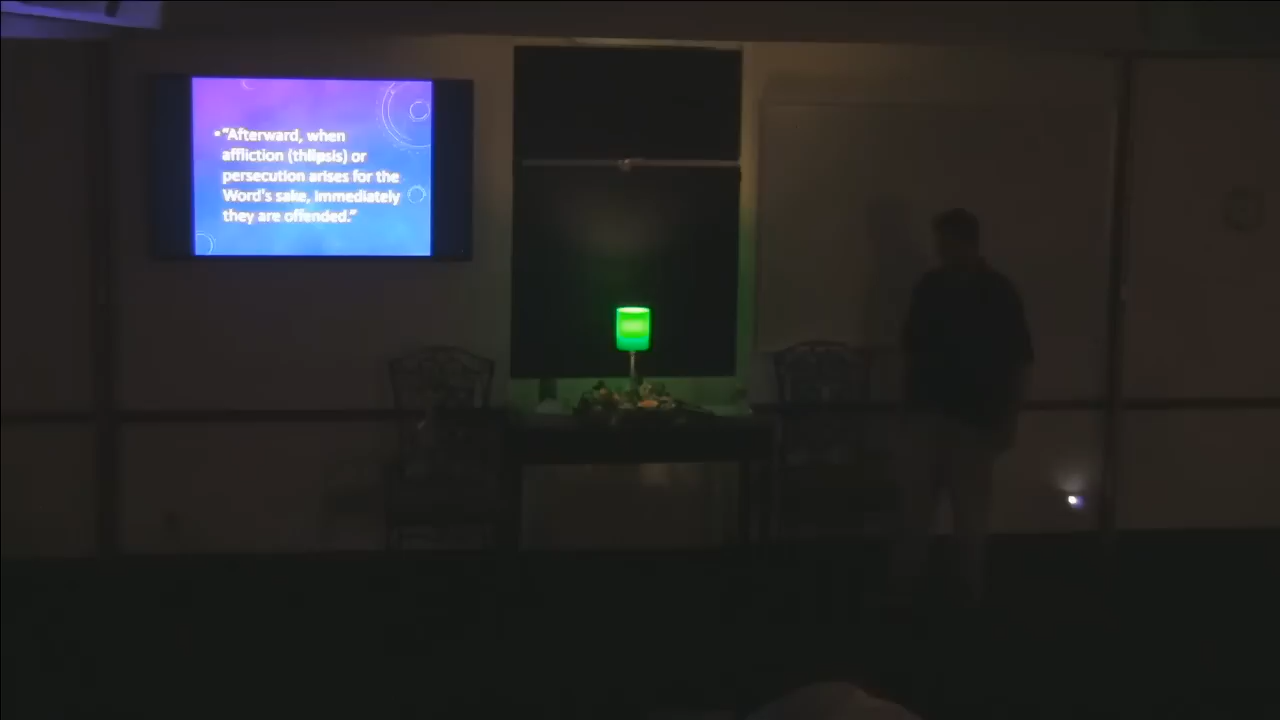 • “Afterward, when
affliction (thlipsis) or
persecution arises for the
Word's sake, immediately
they are offended.”